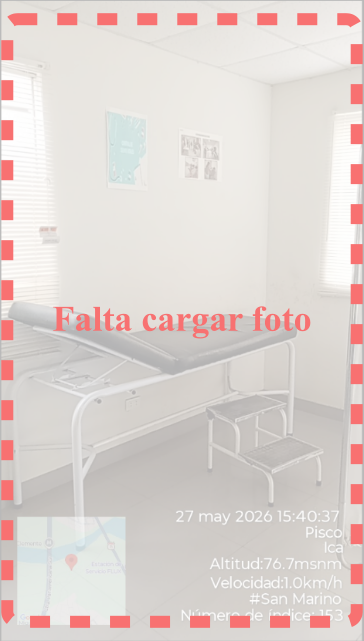 Falta cargar foto
27 may 2026 15:40:37
Pisco
Ica
Altitud:76.7msnm
Velocidad:1.0km/h
#San Marino
Número de índice: 153